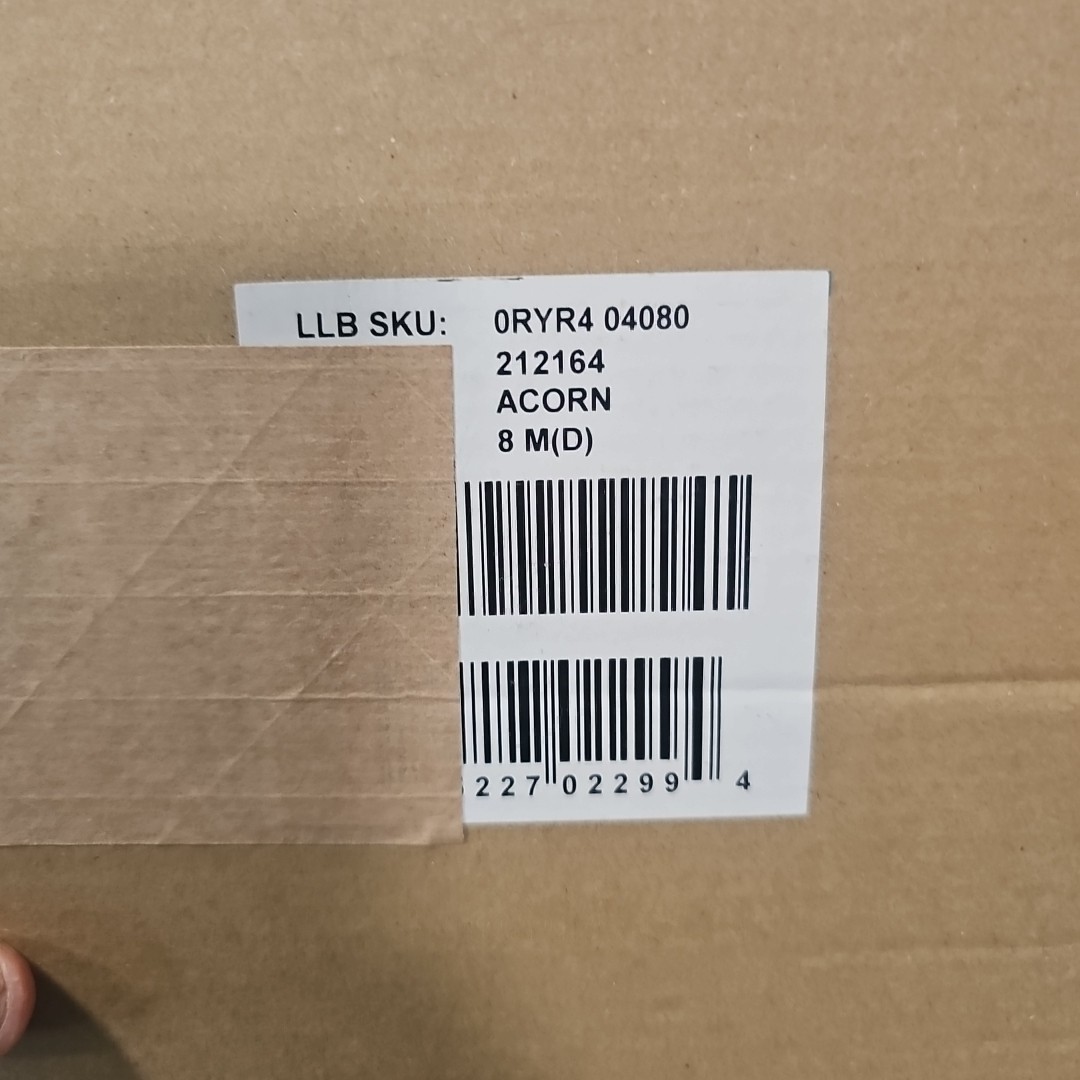 LLB SKU: 0RYR4 04080
212164
ACORN
8 M(D)
227 02299 4